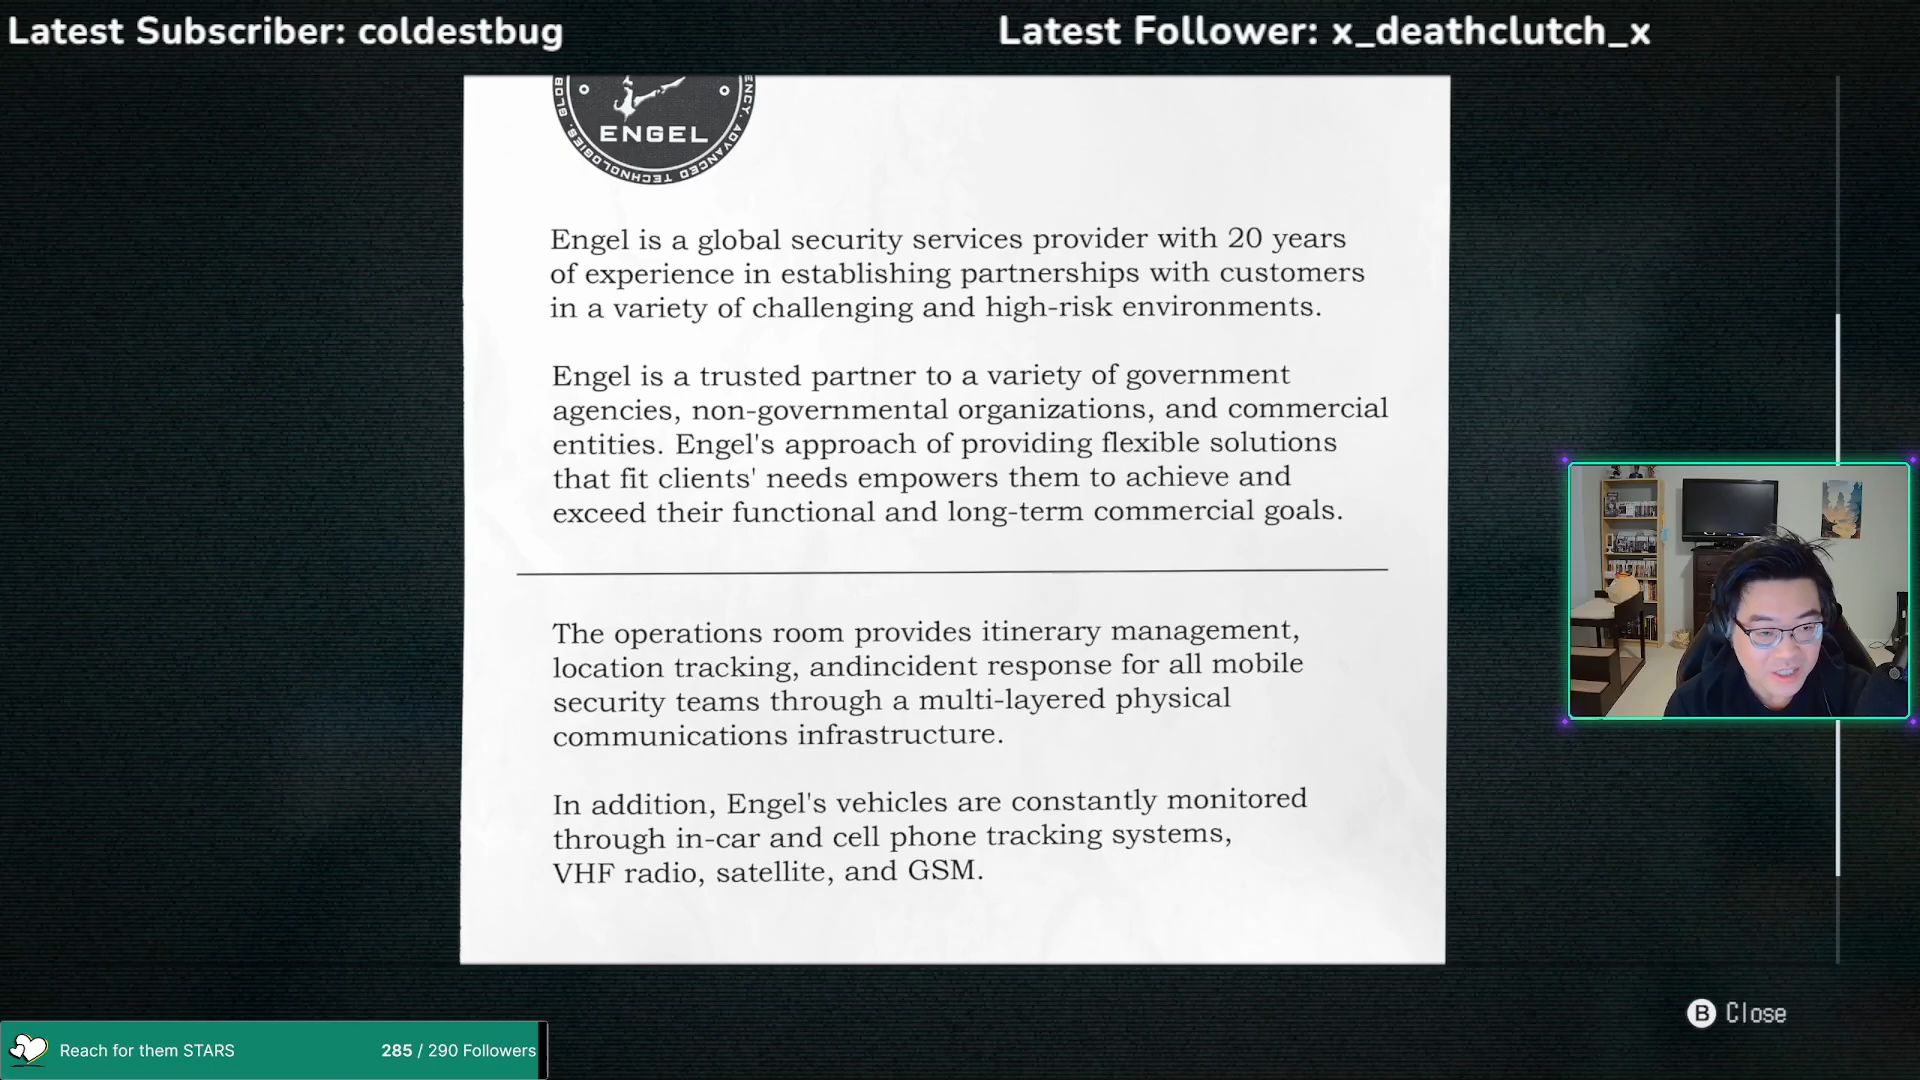 Latest Subscriber: coldestbug
Latest Follower: x_deathclutch_x
ENGEL
ENCY. ADVANCED TECHNOLOGIES. GLOB
Engel is a global security services provider with 20 years
of experience in establishing partnerships with customers
in a variety of challenging and high-risk environments.
Engel is a trusted partner to a variety of government
agencies, non-governmental organizations, and commercial
entities. Engel's approach of providing flexible solutions
that fit clients' needs empowers them to achieve and
exceed their functional and long-term commercial goals.
The operations room provides itinerary management,
location tracking, andincident response for all mobile
security teams through a multi-layered physical
communications infrastructure.
In addition, Engel's vehicles are constantly monitored
through in-car and cell phone tracking systems,
VHF radio, satellite, and GSM.
B Close
Reach for them STARS
285 / 290 Followers